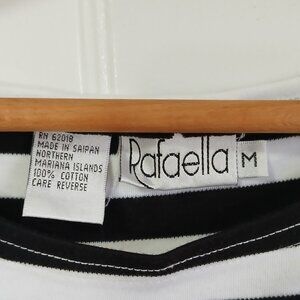 RN 62018
MADE IN SAIPAN
NORTHERN
MARIANA ISLANDS
100% COTTON
CARE REVERSE
Rafaella
M